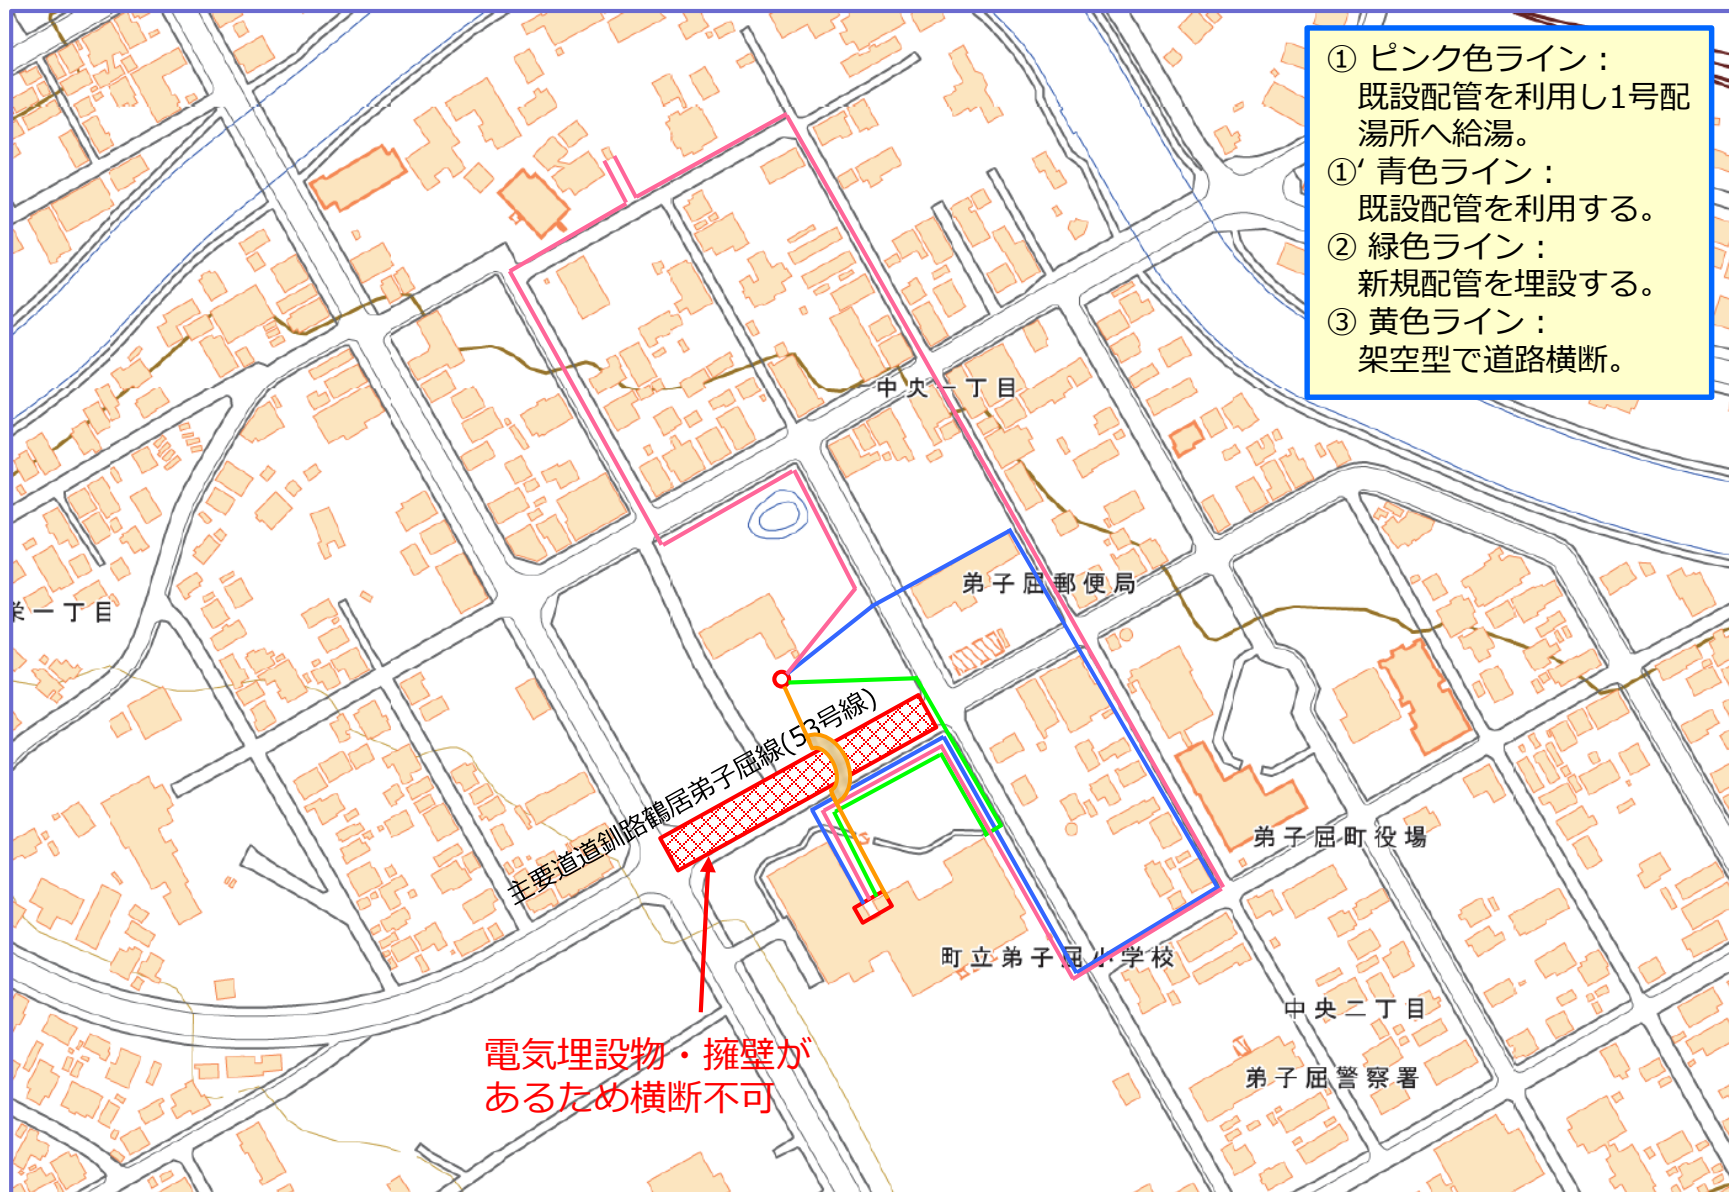 ① ピンク色ライン：
既設配管を利用し1号配
湯所へ給湯。
①‘ 青色ライン：
既設配管を利用する。
② 緑色ライン：
新規配管を埋設する。
③ 黄色ライン：
架空型で道路横断。
中央一丁目
弟子屈郵便局
栄一丁目
主要道道釧路鶴居弟子屈線(53号線)
弟子屈町役場
町立弟子屈小学校
中央二丁目
電気埋設物・擁壁が
あるため横断不可
弟子屈警察署